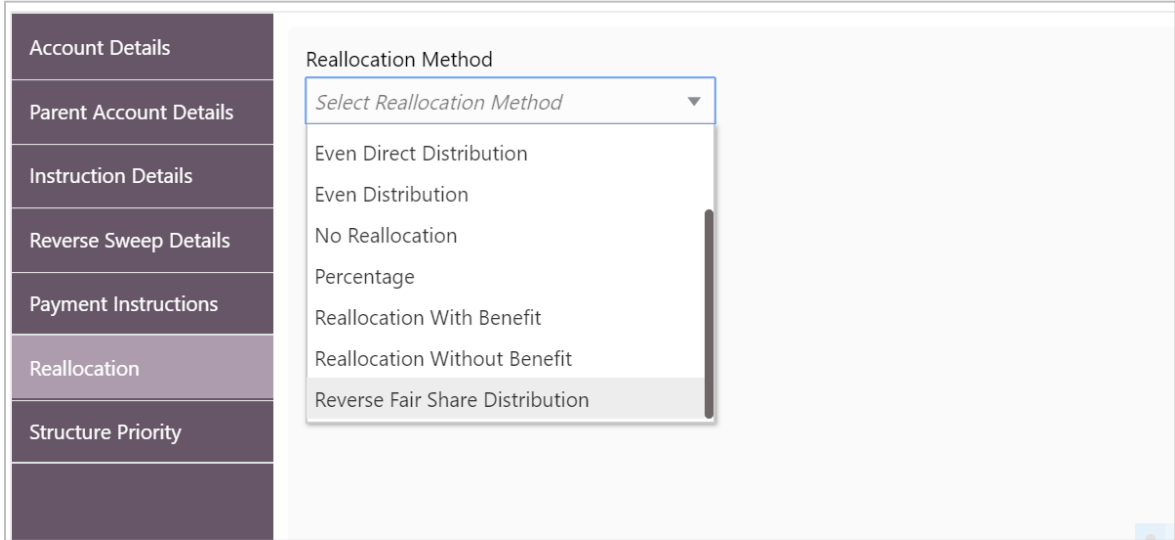 Account Details
Parent Account Details
Instruction Details
Reverse Sweep Details
Payment Instructions
Reallocation
Structure Priority
Reallocation Method
Select Reallocation Method
Even Direct Distribution
Even Distribution
No Reallocation
Percentage
Reallocation With Benefit
Reallocation Without Benefit
Reverse Fair Share Distribution